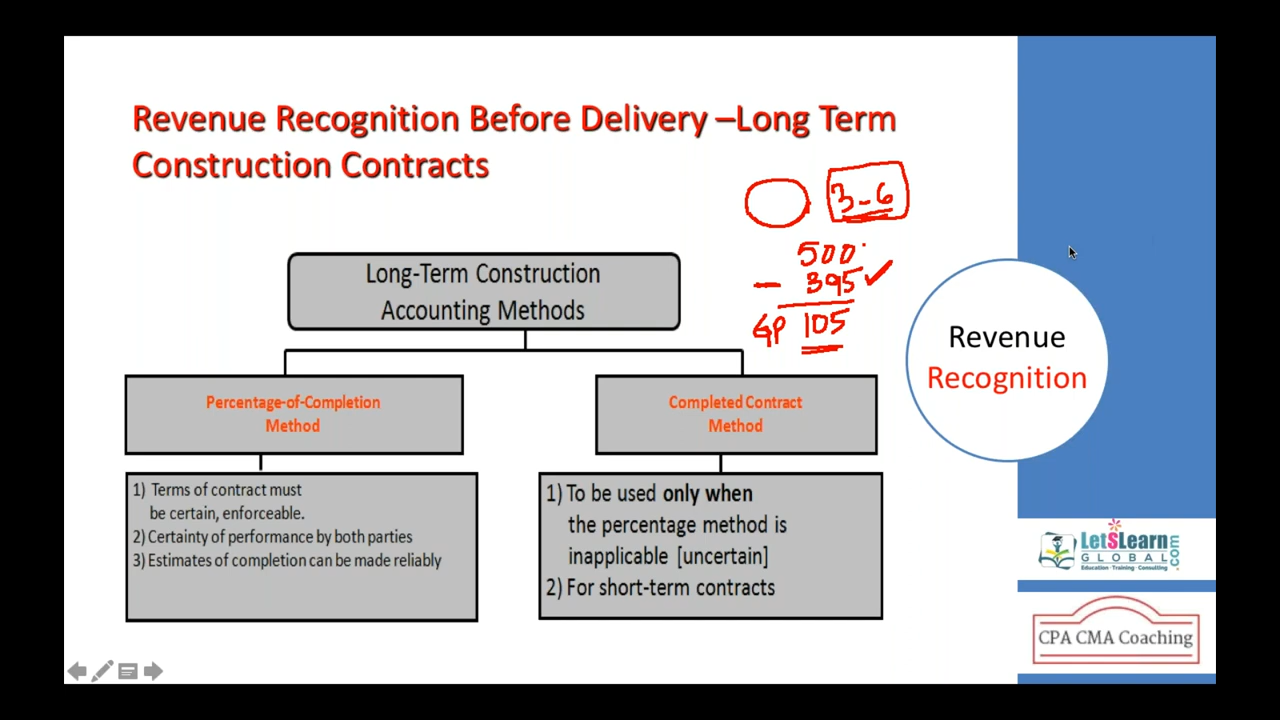 Revenue Recognition Before Delivery –Long Term
Construction Contracts
3-6
500
- 395 ✓
GP 105
Long-Term Construction
Accounting Methods
Percentage-of-Completion
Method
Completed Contract
Method
1) Terms of contract must
be certain, enforceable.
2) Certainty of performance by both parties
3) Estimates of completion can be made reliably
1) To be used only when
the percentage method is
inapplicable [uncertain]
2) For short-term contracts
Revenue
Recognition
LetSLearn
GLOBAL.com
Education · Training · Consulting
CPA CMA Coaching